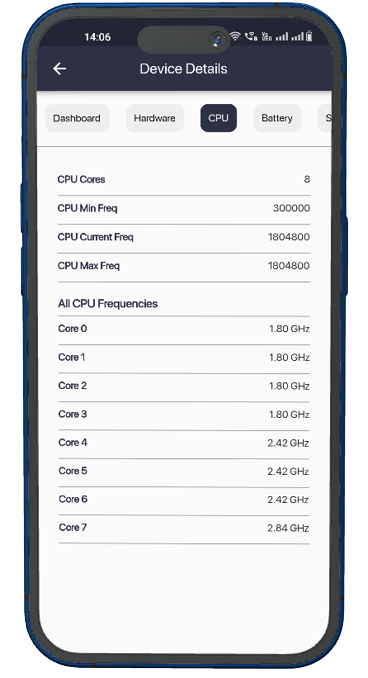 14:06
Device Details
Dashboard Hardware CPU Battery S
CPU Cores 8
CPU Min Freq 300000
CPU Current Freq 1804800
CPU Max Freq 1804800
All CPU Frequencies
Core 0 1.80 GHz
Core 1 1.80 GHz
Core 2 1.80 GHz
Core 3 1.80 GHz
Core 4 2.42 GHz
Core 5 2.42 GHz
Core 6 2.42 GHz
Core 7 2.84 GHz